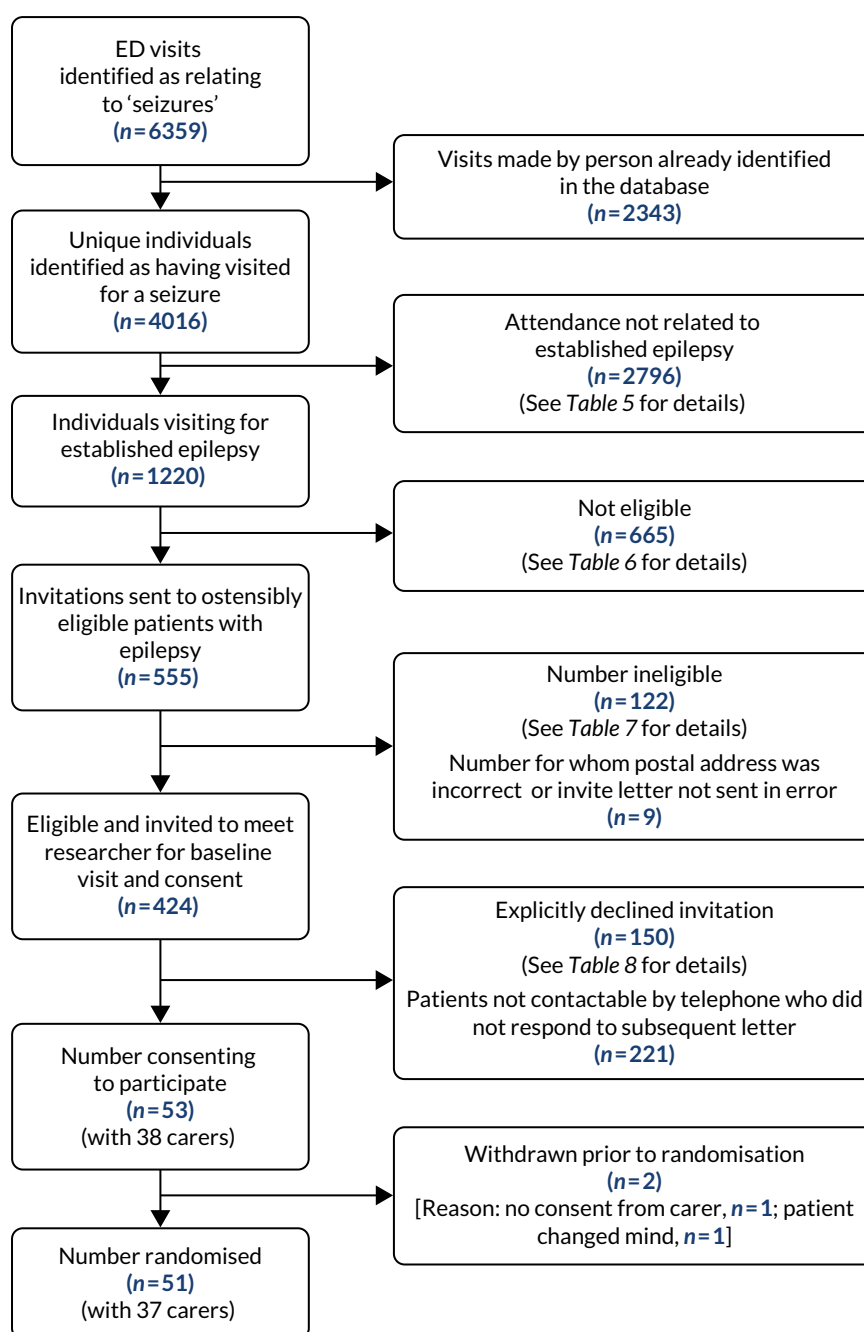 ED visits
identified as relating
to ‘seizures’
(n=6359)
Visits made by person already identified
in the database
(n=2343)
Unique individuals
identified as having visited
for a seizure
(n=4016)
Attendance not related to
established epilepsy
(n=2796)
(See Table 5 for details)
Individuals visiting for
established epilepsy
(n=1220)
Not eligible
(n=665)
(See Table 6 for details)
Invitations sent to ostensibly
eligible patients with
epilepsy
(n=555)
Number ineligible
(n=122)
(See Table 7 for details)
Number for whom postal address was
incorrect or invite letter not sent in error
(n=9)
Eligible and invited to meet
researcher for baseline
visit and consent
(n=424)
Explicitly declined invitation
(n=150)
(See Table 8 for details)
Patients not contactable by telephone who did
not respond to subsequent letter
(n=221)
Number consenting
to participate
(n=53)
(with 38 carers)
Withdrawn prior to randomisation
(n=2)
[Reason: no consent from carer, n=1; patient
changed mind, n=1]
Number randomised
(n=51)
(with 37 carers)